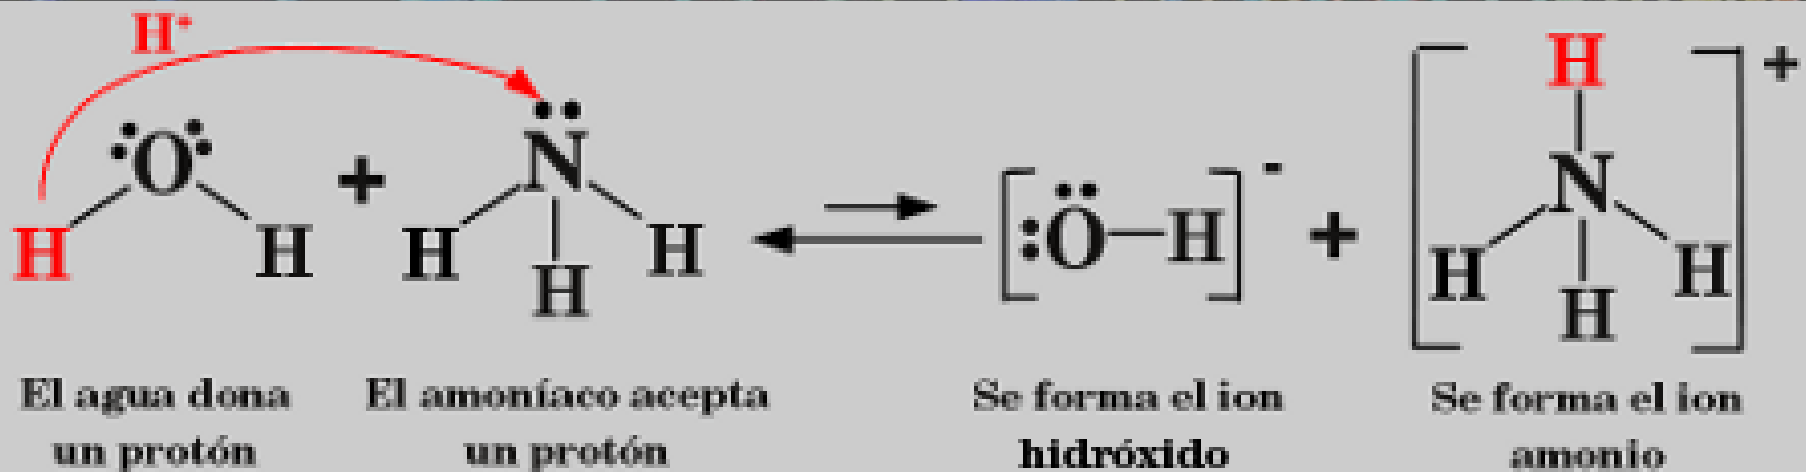 H⁺
O + N [O—H]⁻ + [N]⁺
H H H H H H H H H H
El agua dona
un protón
El amoníaco acepta
un protón
Se forma el ion
hidróxido
Se forma el ion
amonio